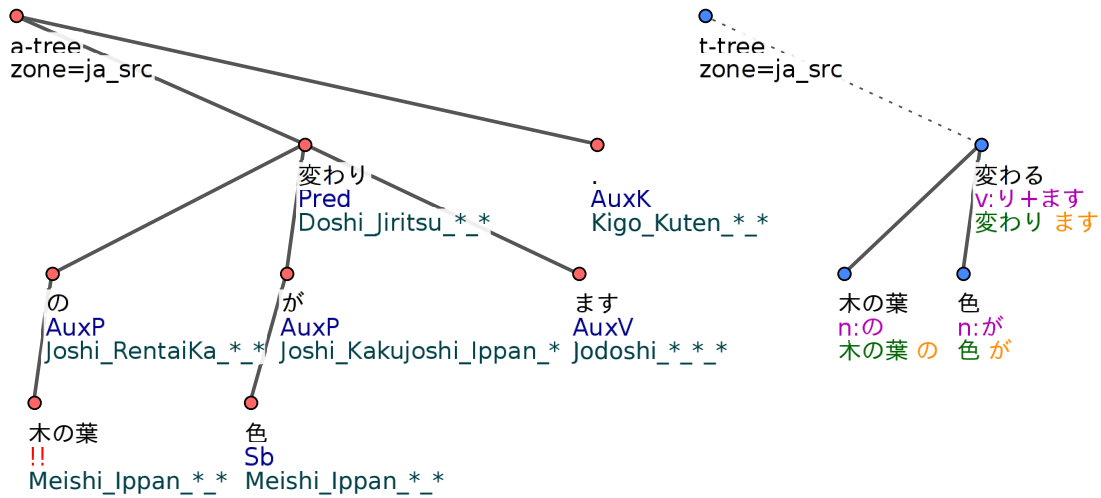 a-tree
zone=ja_src
t-tree
zone=ja_src
変わり
Pred
Doshi_Jiritsu_*_*
.
AuxK
Kigo_Kuten_*_*
変わる
v:り+ます
変わり ます
の
AuxP
Joshi_RentaiKa_*_*
が
AuxP
Joshi_Kakujoshi_Ippan_*
ます
AuxV
Jodoshi_*_*_*
木の葉
n:の
木の葉 の
色
n:が
色 が
木の葉
!!
Meishi_Ippan_*_*
色
Sb
Meishi_Ippan_*_*